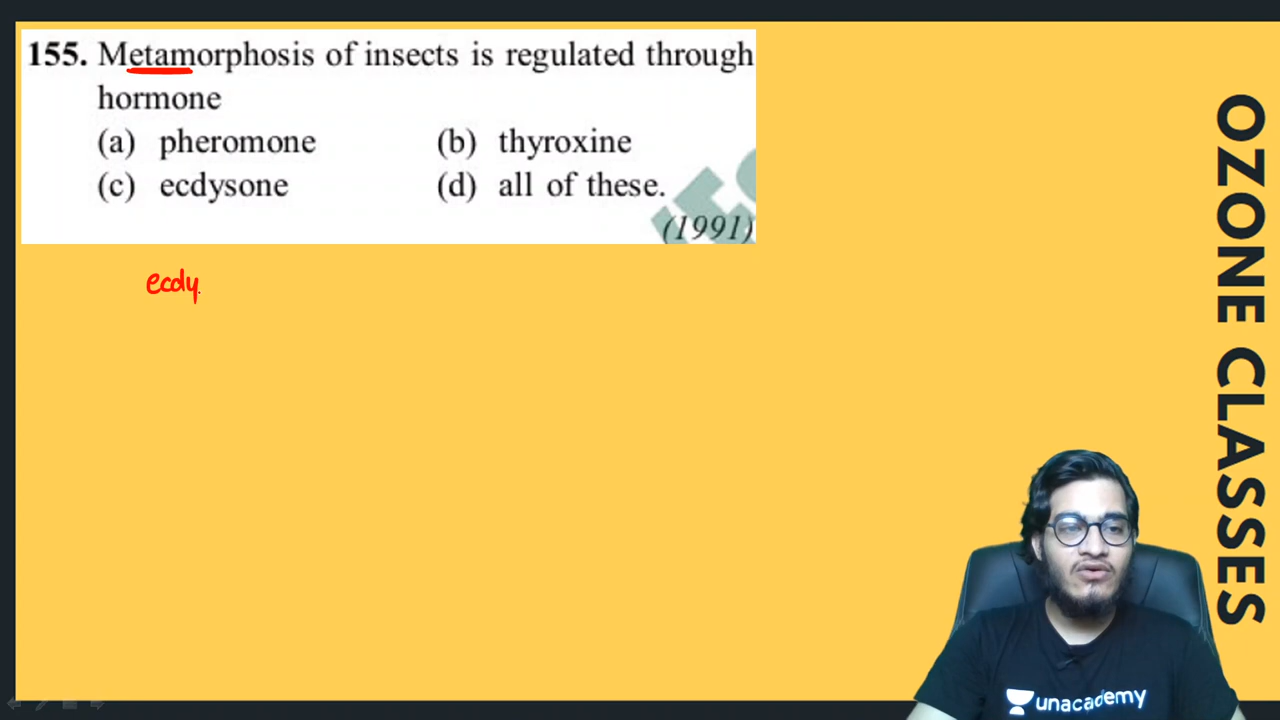 155. Metamorphosis of insects is regulated through
hormone
(a) pheromone (b) thyroxine
(c) ecdysone (d) all of these.
(1991)
ecdy
OZONE CLASSES
unacademy